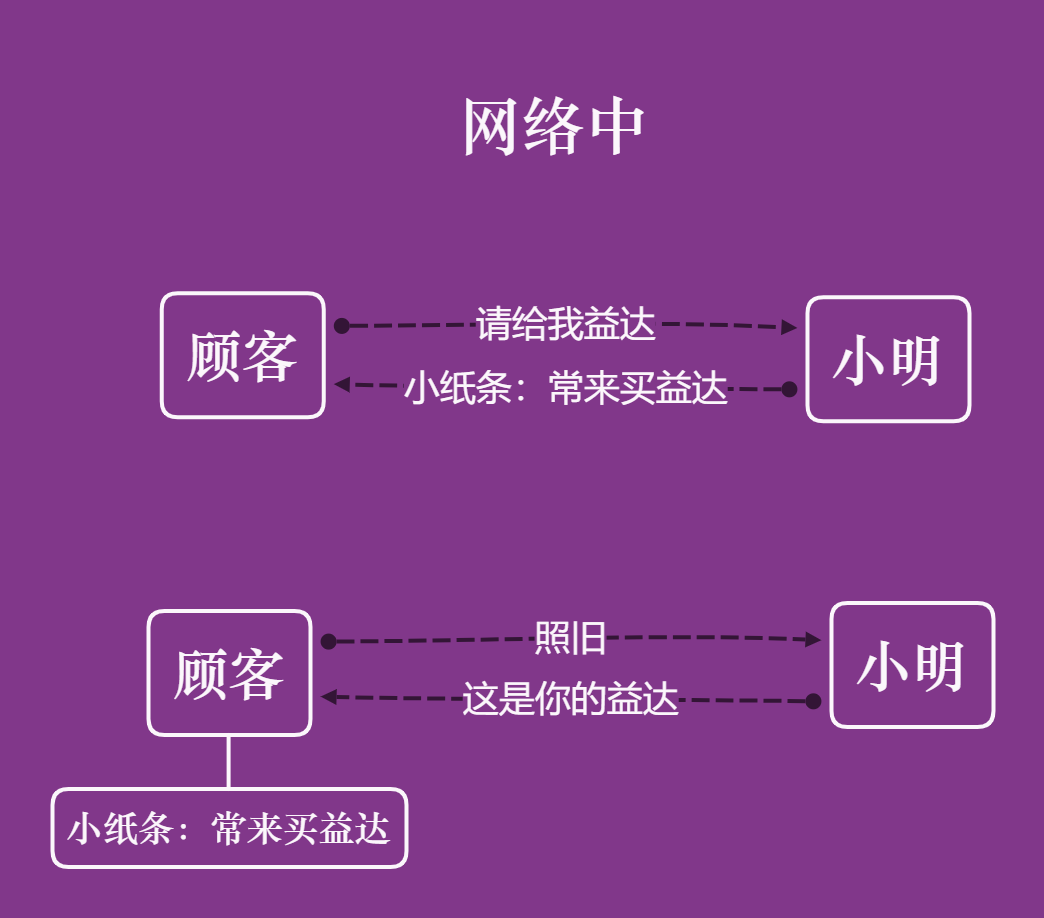 网络中
请给我益达
顾客
小明
小纸条：常来买益达
照旧
顾客
小明
这是你的益达
小纸条：常来买益达